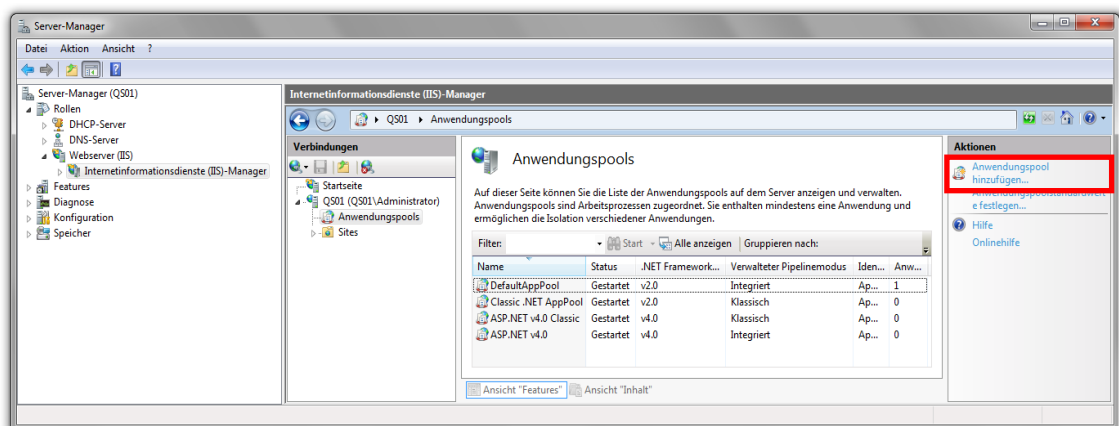 Server-Manager
Datei Aktion Ansicht ?
Server-Manager (QS01)
Rollen
DHCP-Server
DNS-Server
Webserver (IIS)
Internetinformationsdienste (IIS)-Manager
Features
Diagnose
Konfiguration
Speicher
Internetinformationsdienste (IIS)-Manager
QS01 Anwendungspools
Verbindungen
Startseite
QS01 (QS01\Administrator)
Anwendungspools
Sites
Anwendungspools
Auf dieser Seite können Sie die Liste der Anwendungspools auf dem Server anzeigen und verwalten.
Anwendungspools sind Arbeitsprozessen zugeordnet. Sie enthalten mindestens eine Anwendung und
ermöglichen die Isolation verschiedener Anwendungen.
Filter: Start Alle anzeigen Gruppieren nach:
Name Status .NET Framework... Verwalteter Pipelinemodus Iden... Anw...
DefaultAppPool Gestartet v2.0 Integriert Ap... 1
Classic .NET AppPool Gestartet v2.0 Klassisch Ap... 0
ASP.NET v4.0 Classic Gestartet v4.0 Klassisch Ap... 0
ASP.NET v4.0 Gestartet v4.0 Integriert Ap... 0
Ansicht "Features" Ansicht "Inhalt"
Aktionen
Anwendungspool
hinzufügen...
Anwendungspoolstandardwert
e festlegen...
Hilfe
Onlinehilfe